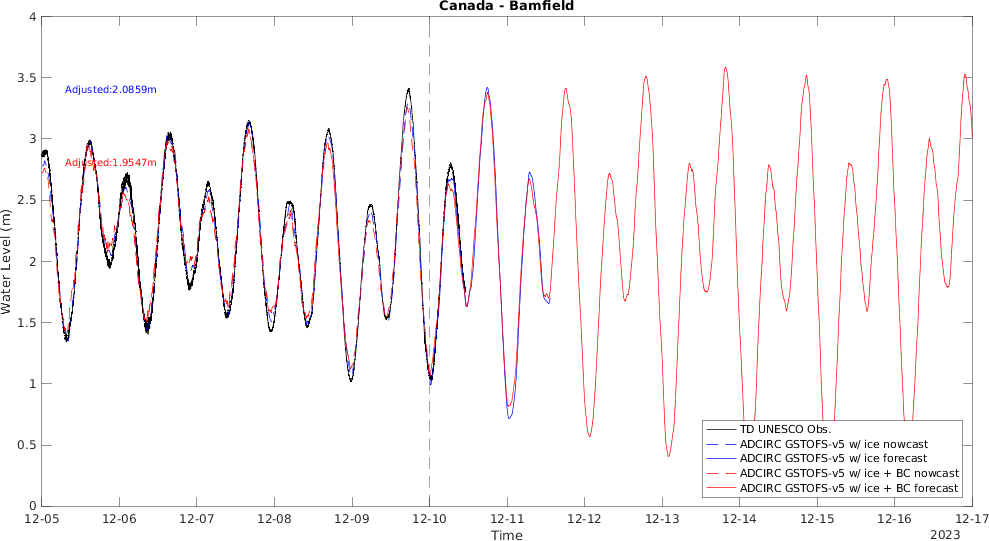 Canada - Bamfield
4
3.5
3
2.5
2
1.5
1
0.5
0
Water Level (m)
Adjusted:2.0859m
Adjusted:1.9547m
TD UNESCO Obs.
ADCIRC GSTOFS-v5 w/ ice nowcast
ADCIRC GSTOFS-v5 w/ ice forecast
ADCIRC GSTOFS-v5 w/ ice + BC nowcast
ADCIRC GSTOFS-v5 w/ ice + BC forecast
12-05 12-06 12-07 12-08 12-09 12-10 12-11 12-12 12-13 12-14 12-15 12-16 12-17
Time
2023